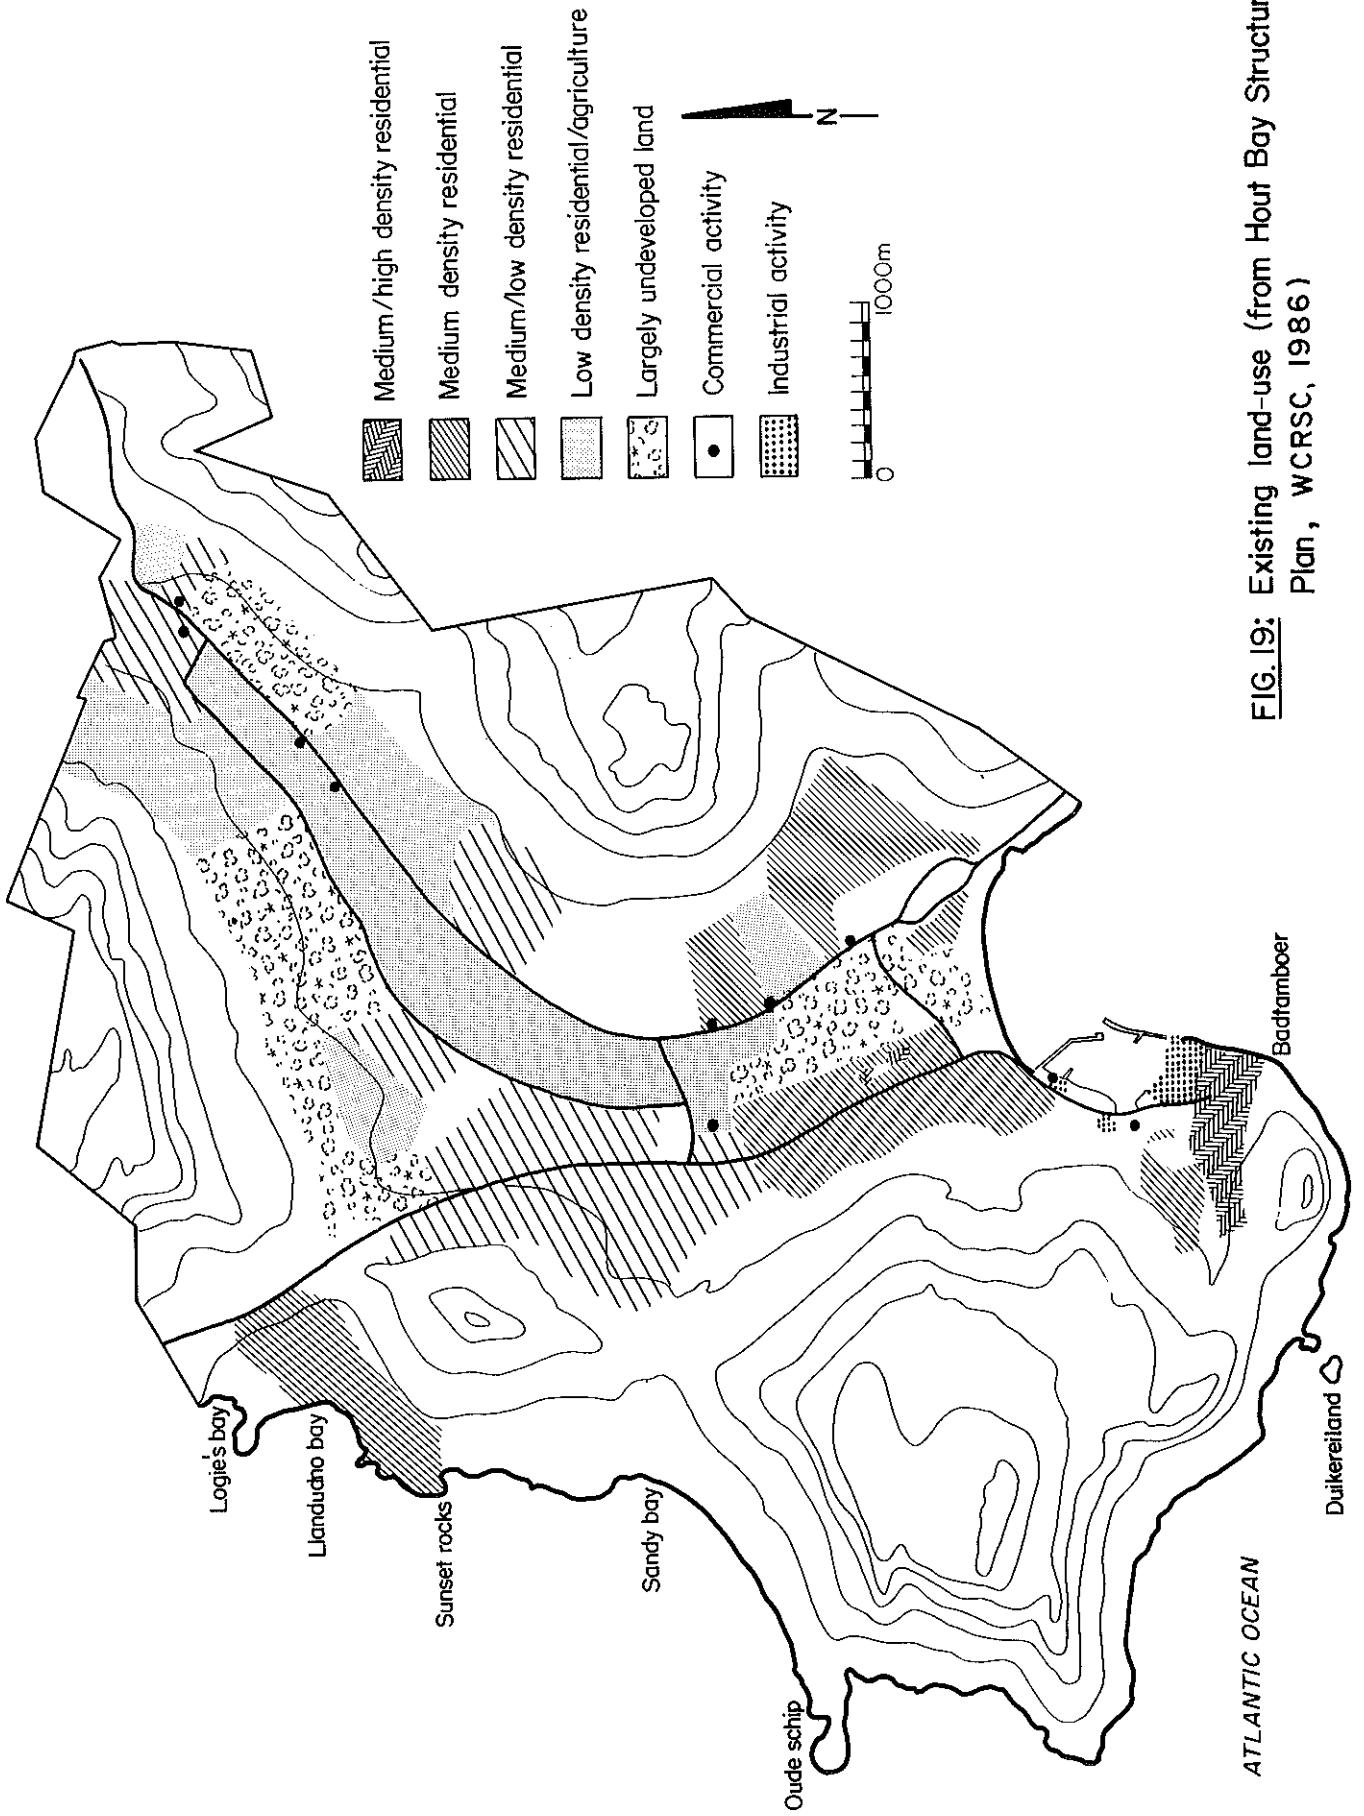 Medium/high density residential
Medium density residential
Medium/low density residential
Low density residential/agriculture
Largely undeveloped land
Commercial activity
Industrial activity
N
0
1000m
Logie's bay
Llandudno bay
Sunset rocks
Sandy bay
Oude schip
ATLANTIC OCEAN
Duikereiland
Badtamboer
FIG. 19: Existing land-use (from Hout Bay Structur
Plan, WCRSC, 1986)